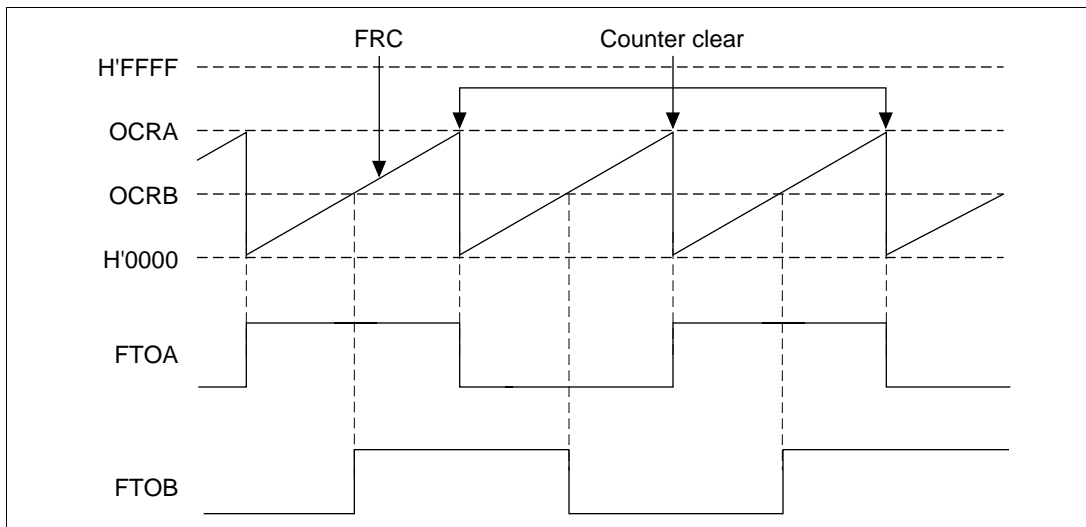 FRC
Counter clear
H'FFFF
OCRA
OCRB
H'0000
FTOA
FTOB